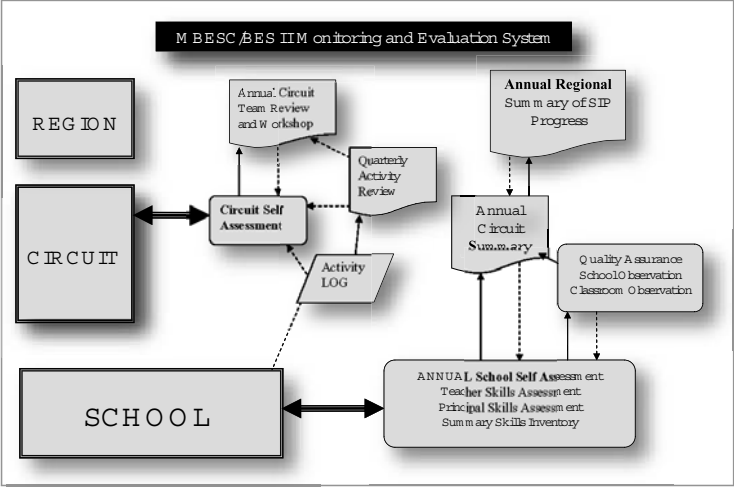 MBESC/BES II Monitoring and Evaluation System
REGION
Annual Circuit
Team Review
and Workshop
Annual Regional
Summary of SIP
Progress
Quarterly
Activity
Review
CIRCUIT
Circuit Self
Assessment
Annual
Circuit
Summary
Activity
LOG
Quality Assurance
School Observation
Classroom Observation
SCHOOL
ANNUAL School Self Assessment
Teacher Skills Assessment
Principal Skills Assessment
Summary Skills Inventory